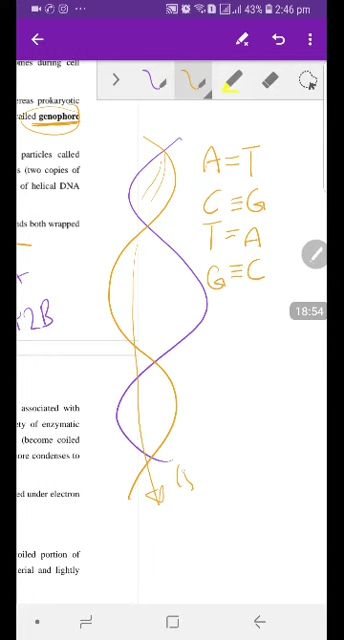 43% 2:46 pm
omes during cell
ereas prokaryotic
called genophore
particles called
s (two copies of
of helical DNA
nds both wrapped
A=T
C≡G
T=A
G≡C
18:54
2B
associated with
ety of enzymatic
(become coiled
ore condenses to
ed under electron
oiled portion of
erial and lightly